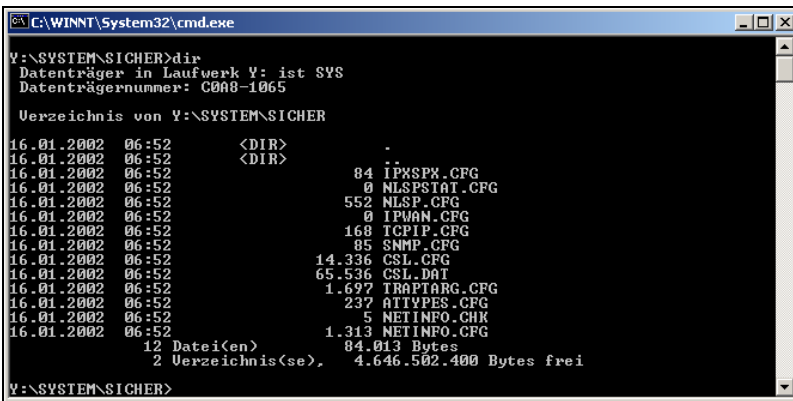 C:\WINNT\System32\cmd.exe
Y:\SYSTEM\SICHER>dir
Datenträger in Laufwerk Y: ist SYS
Datenträgernummer: C0A8-1065
Verzeichnis von Y:\SYSTEM\SICHER
16.01.2002 06:52 <DIR> .
16.01.2002 06:52 <DIR> ..
16.01.2002 06:52 84 IPXSPX.CFG
16.01.2002 06:52 0 NLSPSTAT.CFG
16.01.2002 06:52 552 NLSP.CFG
16.01.2002 06:52 0 IPWAN.CFG
16.01.2002 06:52 168 TCPIP.CFG
16.01.2002 06:52 85 SNMP.CFG
16.01.2002 06:52 14.336 CSL.CFG
16.01.2002 06:52 65.536 CSL.DAT
16.01.2002 06:52 1.697 TRAPTARG.CFG
16.01.2002 06:52 237 ATTYPES.CFG
16.01.2002 06:52 5 NETINFO.CHK
16.01.2002 06:52 1.313 NETINFO.CFG
12 Datei(en) 84.013 Bytes
2 Verzeichnis(se), 4.646.502.400 Bytes frei
Y:\SYSTEM\SICHER>